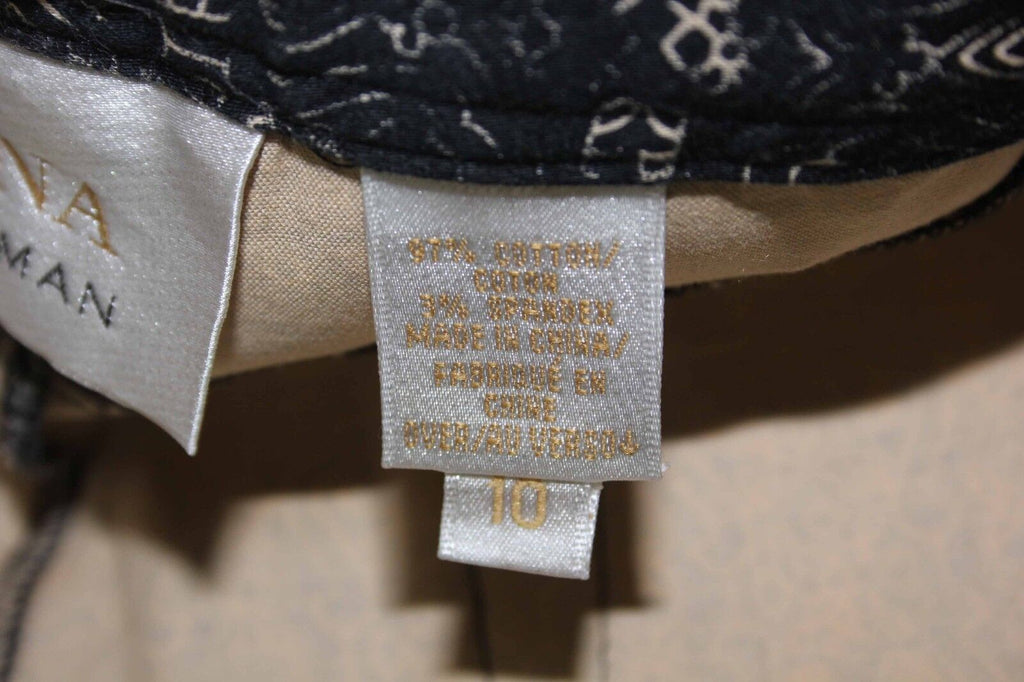 NA
MAN
97% COTTON/
COTON
3% SPANDEX
MADE IN CHINA/
FABRIQUÉ EN
CHINE
OVER/AU VERSO↓
10